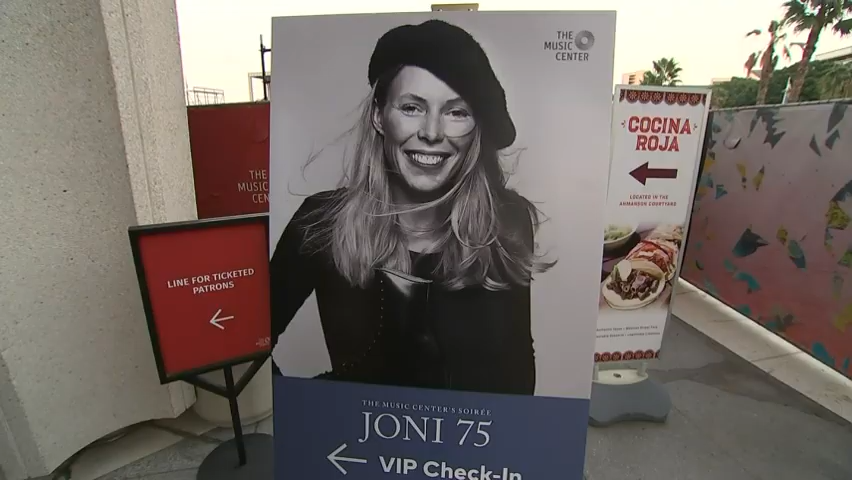 THE
MUSIC
CENTER
THE
MUSIC
CEN
LINE FOR TICKETED
PATRONS
THE MUSIC CENTER'S SOIRÉE
JONI 75
VIP Check-In
COCINA
ROJA
LOCATED IN THE
AHMANSON COURTYARD